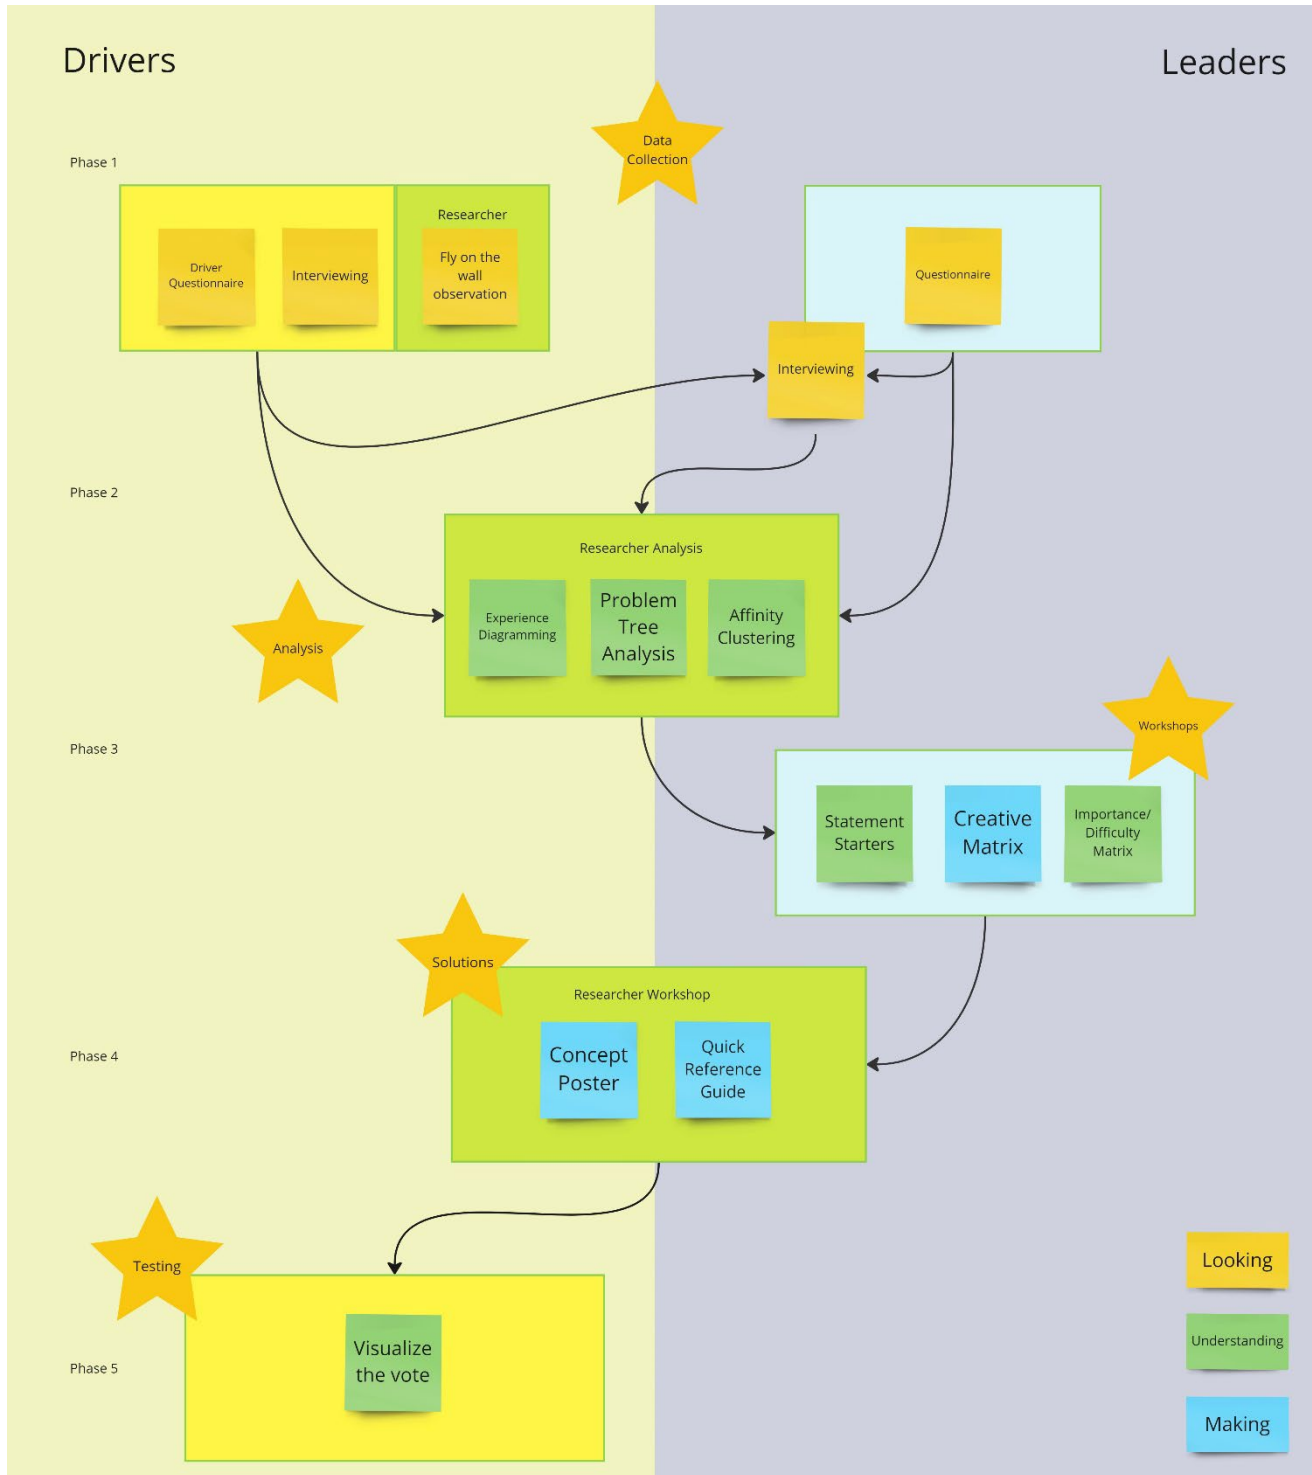 Drivers
Leaders
Data
Collection
Phase 1
Researcher
Driver
Questionnaire
Interviewing
Fly on the
wall
observation
Questionnaire
Interviewing
Phase 2
Researcher Analysis
Experience
Diagramming
Problem
Tree
Analysis
Affinity
Clustering
Analysis
Workshops
Phase 3
Statement
Starters
Creative
Matrix
Importance/
Difficulty
Matrix
Solutions
Researcher Workshop
Phase 4
Concept
Poster
Quick
Reference
Guide
Testing
Phase 5
Visualize
the vote
Looking
Understanding
Making